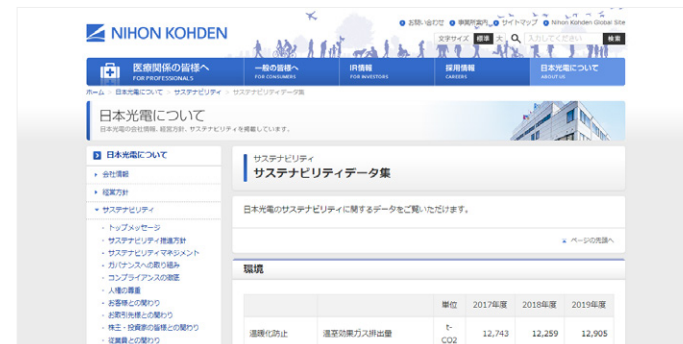 NIHON KOHDEN
お問い合わせ 事業所案内 サイトマップ Nihon Kohden Global Site
文字サイズ 標準 大 入力してください 検索
医療関係の皆様へ
FOR PROFESSIONALS
一般の皆様へ
FOR CONSUMERS
IR情報
FOR INVESTORS
採用情報
CAREERS
日本光電について
ABOUT US
ホーム > 日本光電について > サステナビリティ > サステナビリティデータ集
日本光電について
日本光電の会社情報、経営方針、サステナビリティを掲載しています。
日本光電について
会社情報
経営方針
サステナビリティ
・トップメッセージ
・サステナビリティ推進方針
・サステナビリティマネジメント
・ガバナンスへの取り組み
・コンプライアンスの徹底
・人権の尊重
・お客様との関わり
・お取引先様との関わり
・株主・投資家の皆様との関わり
・従業員との関わり
サステナビリティ
サステナビリティデータ集
日本光電のサステナビリティに関するデータをご覧いただけます。
ページの先頭へ
環境
単位 2017年度 2018年度 2019年度
温暖化防止 温室効果ガス排出量 t-CO2 12,743 12,259 12,905